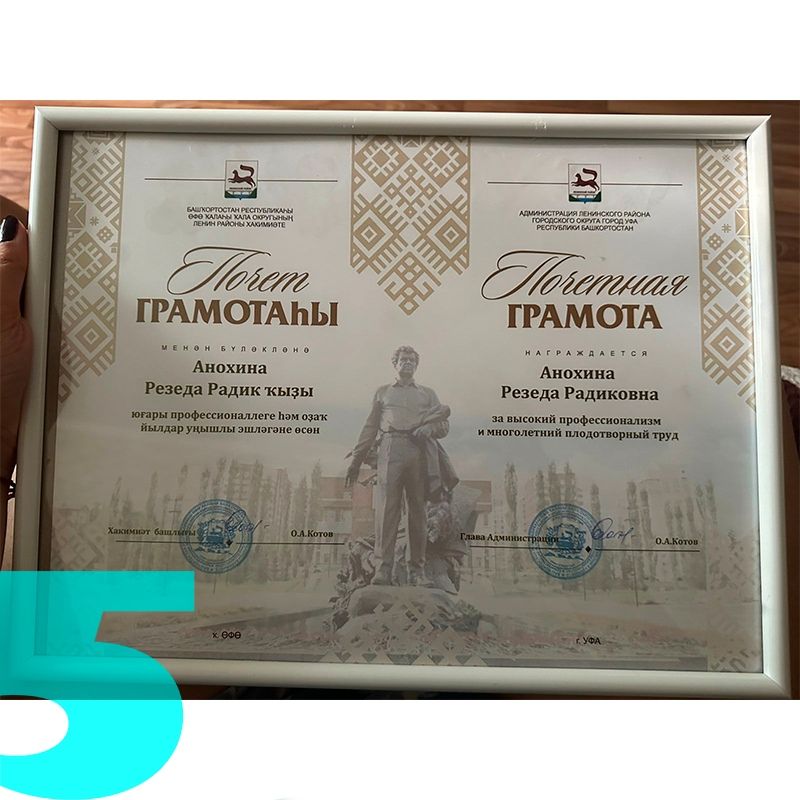 БАШҠОРТОСТАН РЕСПУБЛИКАҺЫ
ӨФӨ ҠАЛАҺЫ ҠАЛА ОКРУГЫНЫҢ
ЛЕНИН РАЙОНЫ ХАКИМИӘТЕ
Почет
ГРАМОТАҺЫ
МЕНӘН БҮЛӘКЛӘНӘ
Анохина
Резеда Радик ҡыҙы
юғары профессионаллеге һәм оҙаҡ
йылдар уңышлы эшләгәне өсөн
Хакимиәт башлығы О.А.Котов
ҡ. ӨФӨ
АДМИНИСТРАЦИЯ ЛЕНИНСКОГО РАЙОНА
ГОРОДСКОГО ОКРУГА ГОРОД УФА
РЕСПУБЛИКИ БАШКОРТОСТАН
Почетная
ГРАМОТА
НАГРАЖДАЕТСЯ
Анохина
Резеда Радиковна
за высокий профессионализм
и многолетний плодотворный труд
Глава Администрации О.А.Котов
г. УФА
5